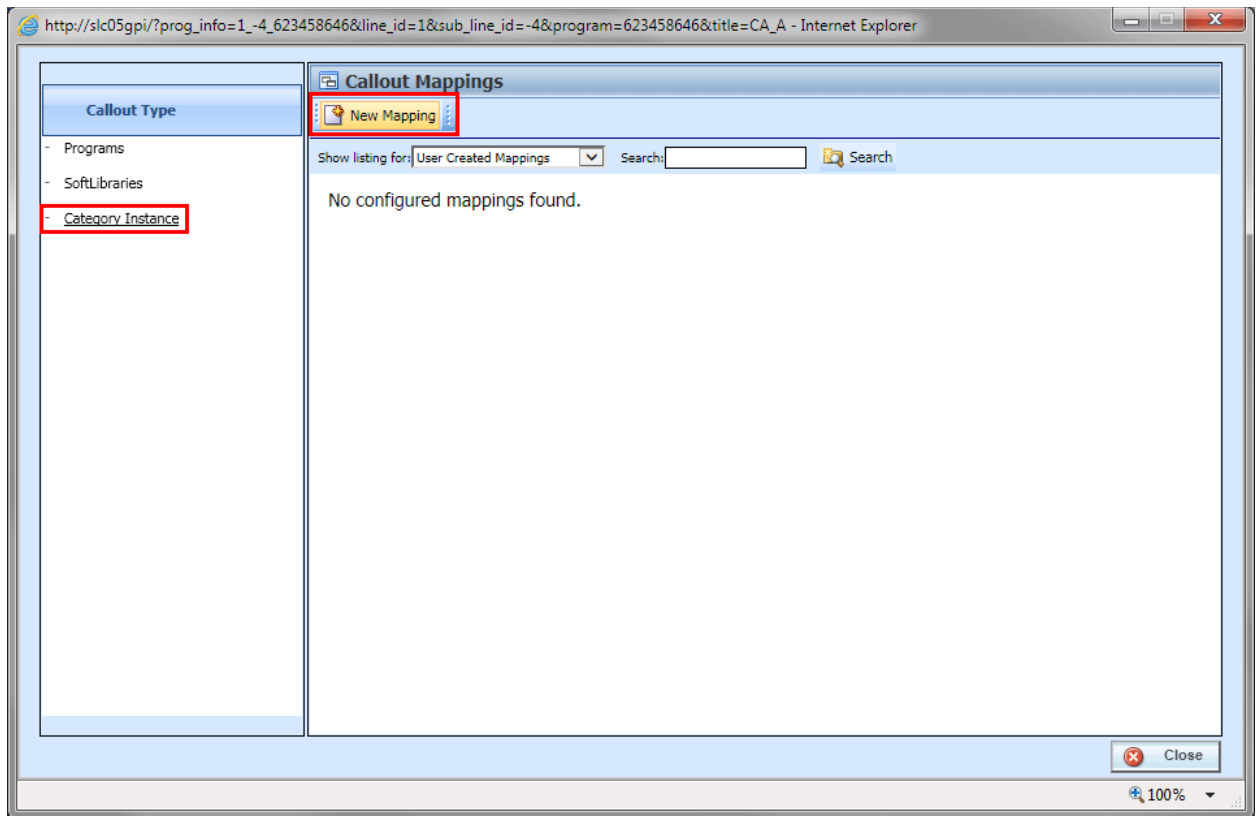 http://slc05gpi/?prog_info=1_-4_623458646&line_id=1&sub_line_id=-4&program=623458646&title=CA_A - Internet Explorer
Callout Type
- Programs
- SoftLibraries
- Category Instance
Callout Mappings
New Mapping
Show listing for: User Created Mappings Search: Search
No configured mappings found.
Close
100%